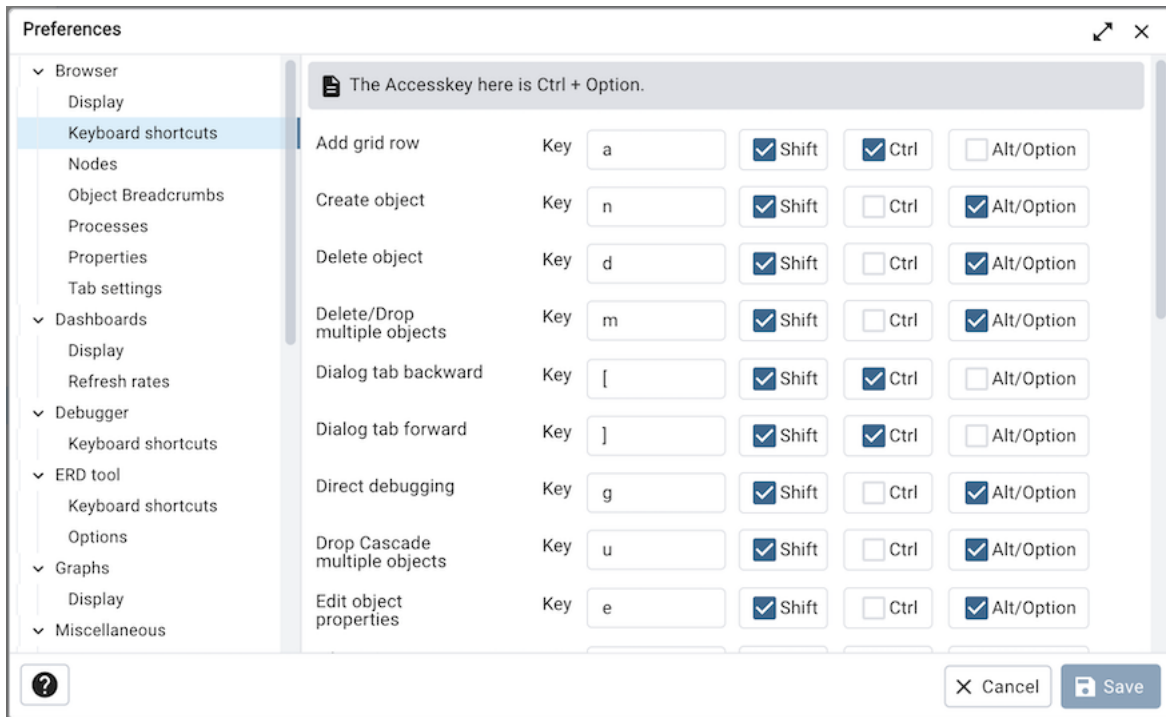 Preferences
Browser
Display
Keyboard shortcuts
Nodes
Object Breadcrumbs
Processes
Properties
Tab settings
Dashboards
Display
Refresh rates
Debugger
Keyboard shortcuts
ERD tool
Keyboard shortcuts
Options
Graphs
Display
Miscellaneous
The Accesskey here is Ctrl + Option.
Add grid row Key a Shift Ctrl Alt/Option
Create object Key n Shift Ctrl Alt/Option
Delete object Key d Shift Ctrl Alt/Option
Delete/Drop
multiple objects Key m Shift Ctrl Alt/Option
Dialog tab backward Key [ Shift Ctrl Alt/Option
Dialog tab forward Key ] Shift Ctrl Alt/Option
Direct debugging Key g Shift Ctrl Alt/Option
Drop Cascade
multiple objects Key u Shift Ctrl Alt/Option
Edit object
properties Key e Shift Ctrl Alt/Option
? Cancel Save